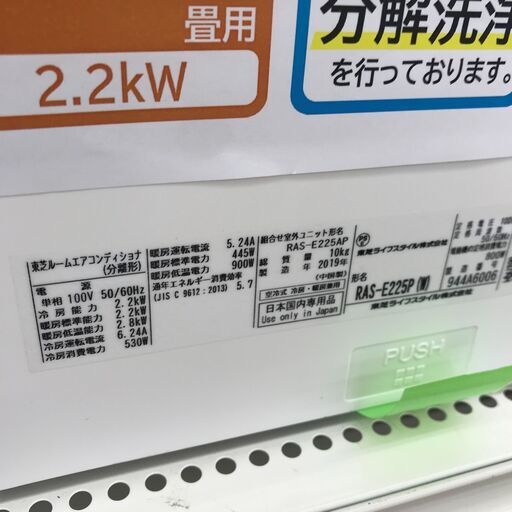 畳用
2.2kW
分解洗浄
を行っております。
東芝ルームエアコンディショナ
(分離形)
電源
単相 100V 50/60Hz
冷房能力 2.2kW
暖房標準能力 2.2kW
暖房低温能力 2.8kW
冷房運転電流 6.24A
冷房消費電力 530W
暖房運転電流 5.24A
暖房標準電力 445W
暖房低温電力 900W
通年エネルギー消費効率
(JIS C 9612:2013) 5.7
組合せ室外ユニット形名
RAS-E225AP
総質量 10kg
製造年 2019年
(中国製)
空冷式 冷房・暖房兼用
日本国内専用品
Use only in Japan
東芝ライフスタイル株式会社
形名
RAS-E225P(W)
944A6006
東芝ライフスタイル株式会社
PUSH